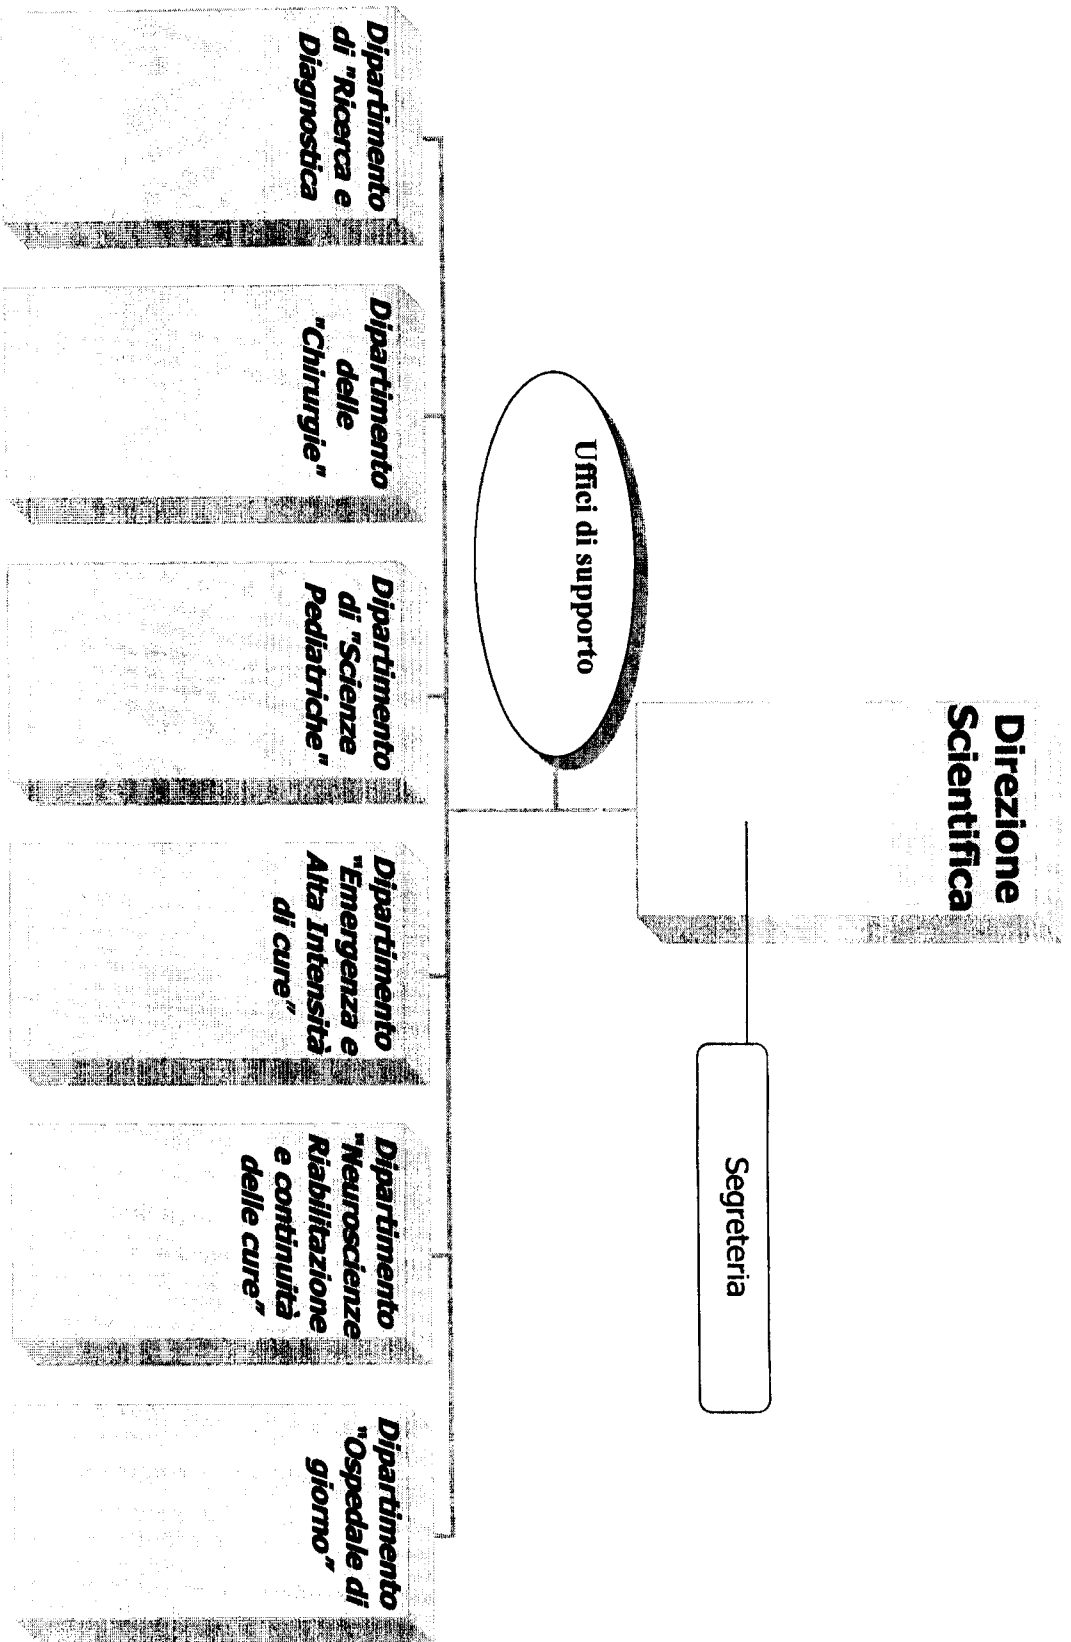 Direzione
Scientifica
Segreteria
Uffici di supporto
Dipartimento
di "Ricerca e
Diagnostica
Dipartimento
delle
"Chirurgie"
Dipartimento
di "Scienze
Pediatriche"
Dipartimento
"Emergenza e
Alta Intensità
di cure"
Dipartimento
"Neuroscienze
Riabilitazione
e continuità
delle cure"
Dipartimento
"Ospedale di
giorno"